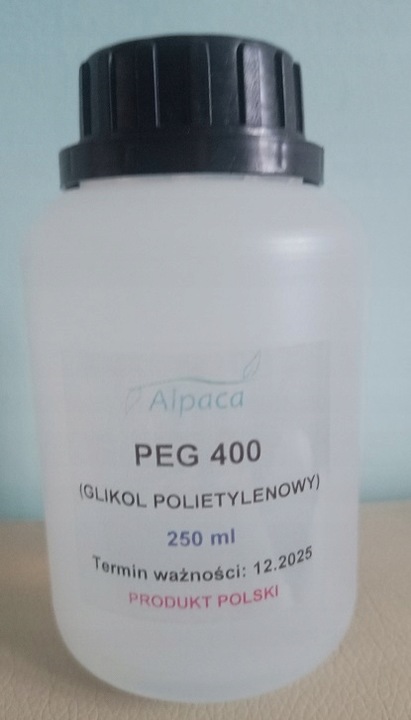 Alpaca
PEG 400
(GLIKOL POLIETYLENOWY)
250 ml
Termin ważności: 12.2025
PRODUKT POLSKI